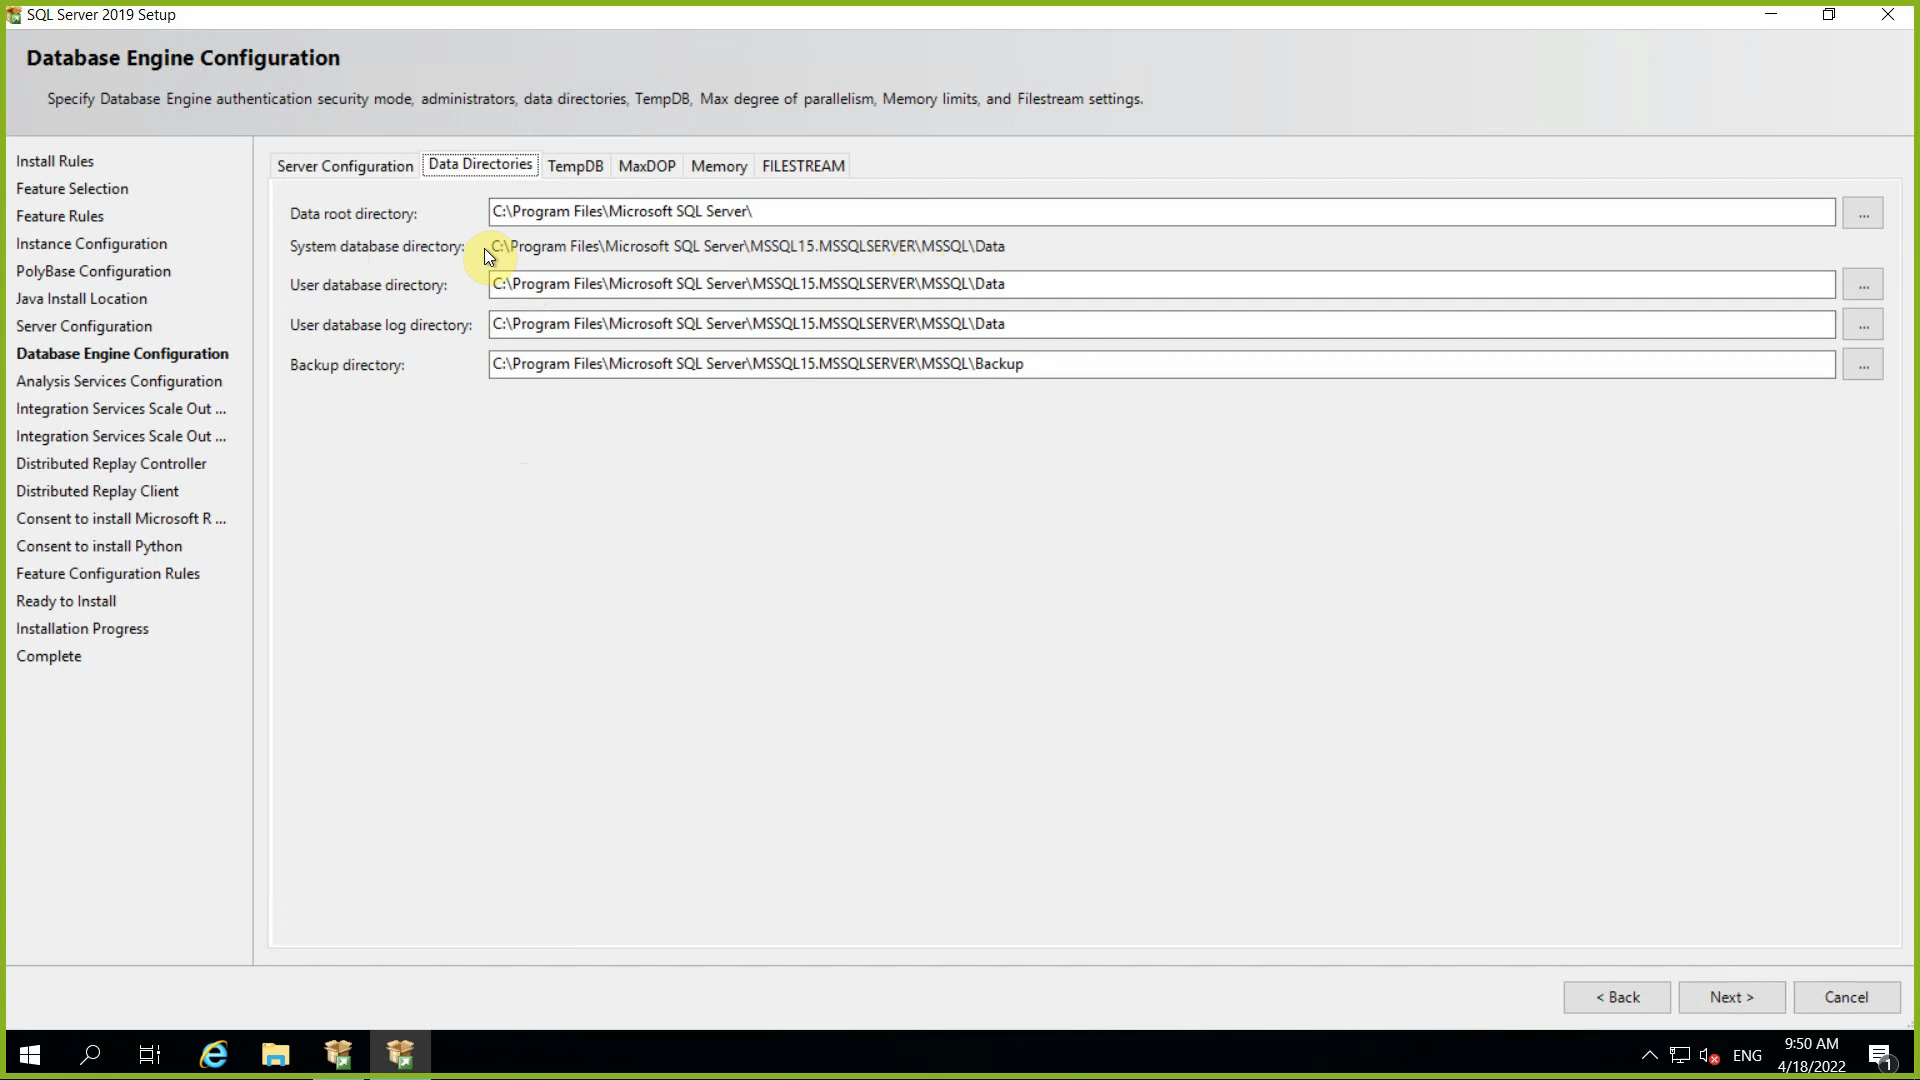 SQL Server 2019 Setup
Database Engine Configuration
Specify Database Engine authentication security mode, administrators, data directories, TempDB, Max degree of parallelism, Memory limits, and Filestream settings.
Install Rules
Feature Selection
Feature Rules
Instance Configuration
PolyBase Configuration
Java Install Location
Server Configuration
Database Engine Configuration
Analysis Services Configuration
Integration Services Scale Out ...
Integration Services Scale Out ...
Distributed Replay Controller
Distributed Replay Client
Consent to install Microsoft R ...
Consent to install Python
Feature Configuration Rules
Ready to Install
Installation Progress
Complete
Server Configuration Data Directories TempDB MaxDOP Memory FILESTREAM
Data root directory: C:\Program Files\Microsoft SQL Server\ ...
System database directory: C:\Program Files\Microsoft SQL Server\MSSQL15.MSSQLSERVER\MSSQL\Data
User database directory: C:\Program Files\Microsoft SQL Server\MSSQL15.MSSQLSERVER\MSSQL\Data ...
User database log directory: C:\Program Files\Microsoft SQL Server\MSSQL15.MSSQLSERVER\MSSQL\Data ...
Backup directory: C:\Program Files\Microsoft SQL Server\MSSQL15.MSSQLSERVER\MSSQL\Backup ...
< Back Next > Cancel
ENG
9:50 AM
4/18/2022
1